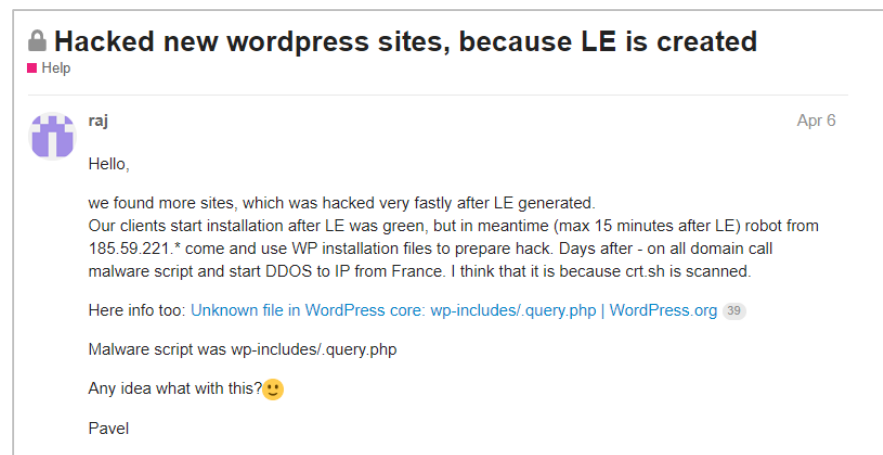 Hacked new wordpress sites, because LE is created
Help
raj
Apr 6
Hello,
we found more sites, which was hacked very fastly after LE generated.
Our clients start installation after LE was green, but in meantime (max 15 minutes after LE) robot from
185.59.221.* come and use WP installation files to prepare hack. Days after - on all domain call
malware script and start DDOS to IP from France. I think that it is because crt.sh is scanned.
Here info too: Unknown file in WordPress core: wp-includes/.query.php | WordPress.org 39
Malware script was wp-includes/.query.php
Any idea what with this?🙂
Pavel